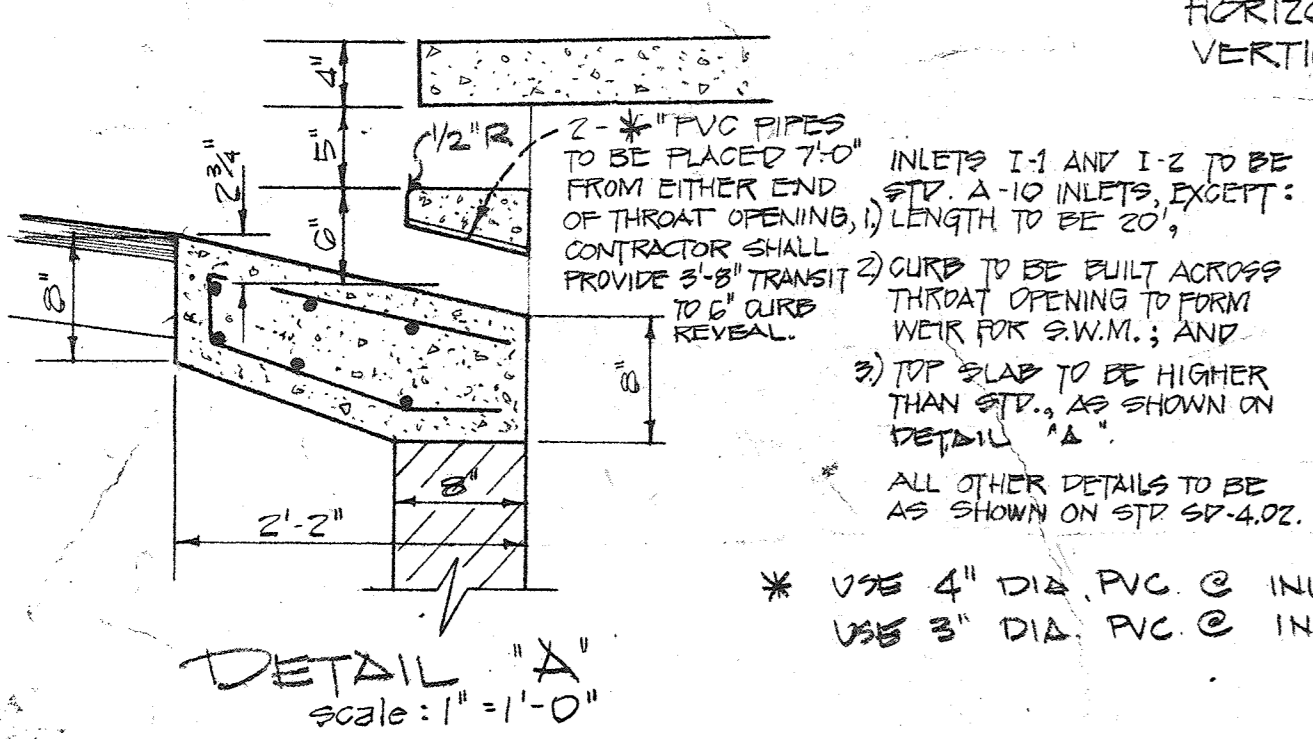 HORIZO
VERTI
4"
5"
2 3/4"
6"
8"
1/2" R
2 - * " PVC PIPES
TO BE PLACED 7'-0"
FROM EITHER END
OF THROAT OPENING,
CONTRACTOR SHALL
PROVIDE 3'-8" TRANSIT
TO 6" CURB
REVEAL.
INLETS I-1 AND I-2 TO BE
STD. A-10 INLETS, EXCEPT:
1.) LENGTH TO BE 20',
2) CURB TO BE BUILT ACROSS
THROAT OPENING TO FORM
WEIR FOR S.W.M.; AND
3.) TOP SLAB TO BE HIGHER
THAN STD., AS SHOWN ON
DETAIL "A".
ALL OTHER DETAILS TO BE
AS SHOWN ON STD SD-4.02.
8"
8"
2'-2"
* USE 4" DIA. PVC. @ INL
USE 3" DIA. PVC. @ IN
DETAIL "A"
scale: 1" = 1'-0"